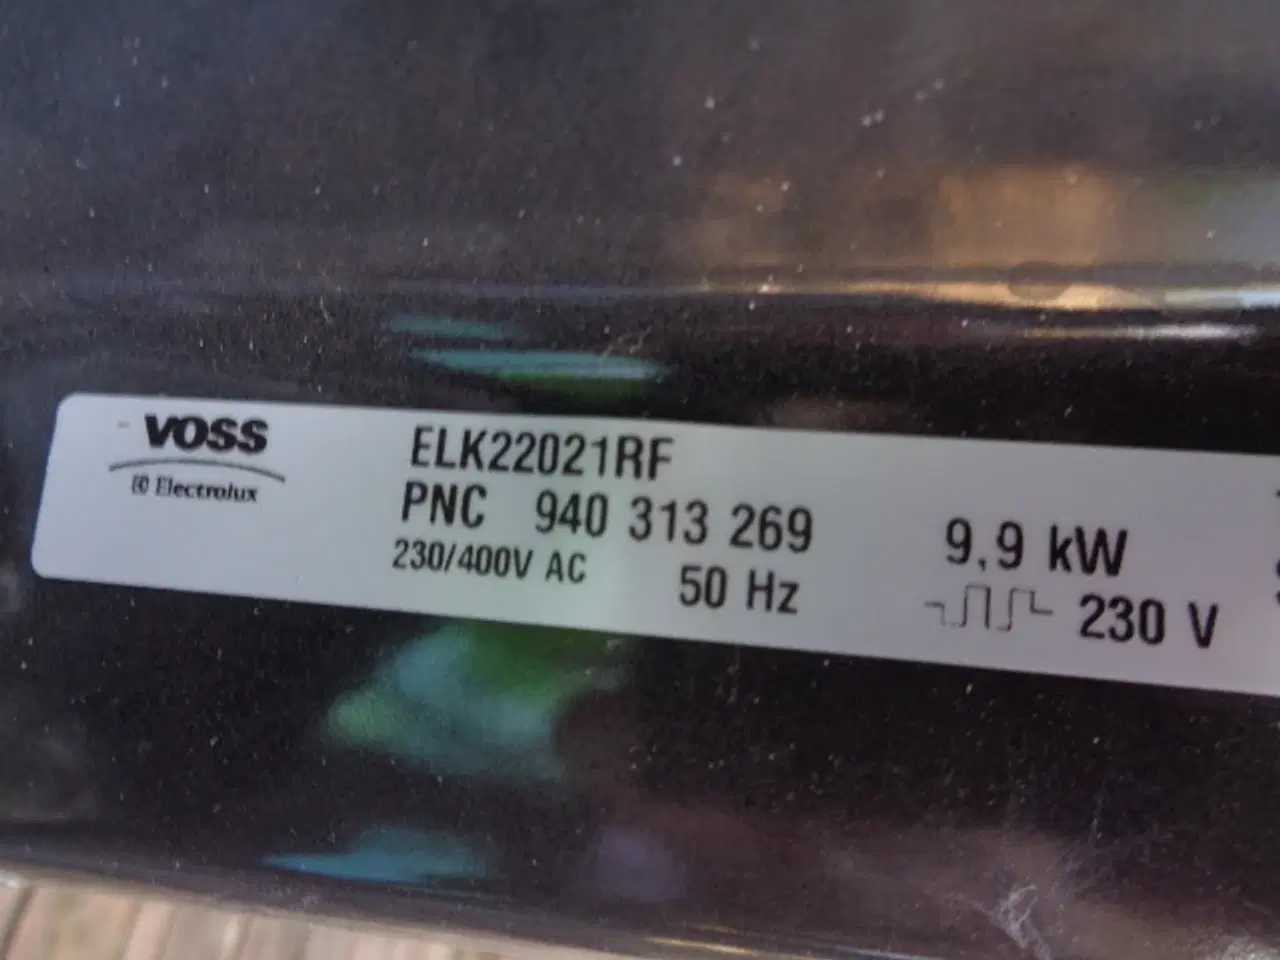 VOSS
Electrolux
ELK22021RF
PNC 940 313 269
230/400V AC 50 Hz
9,9 kW
230 V